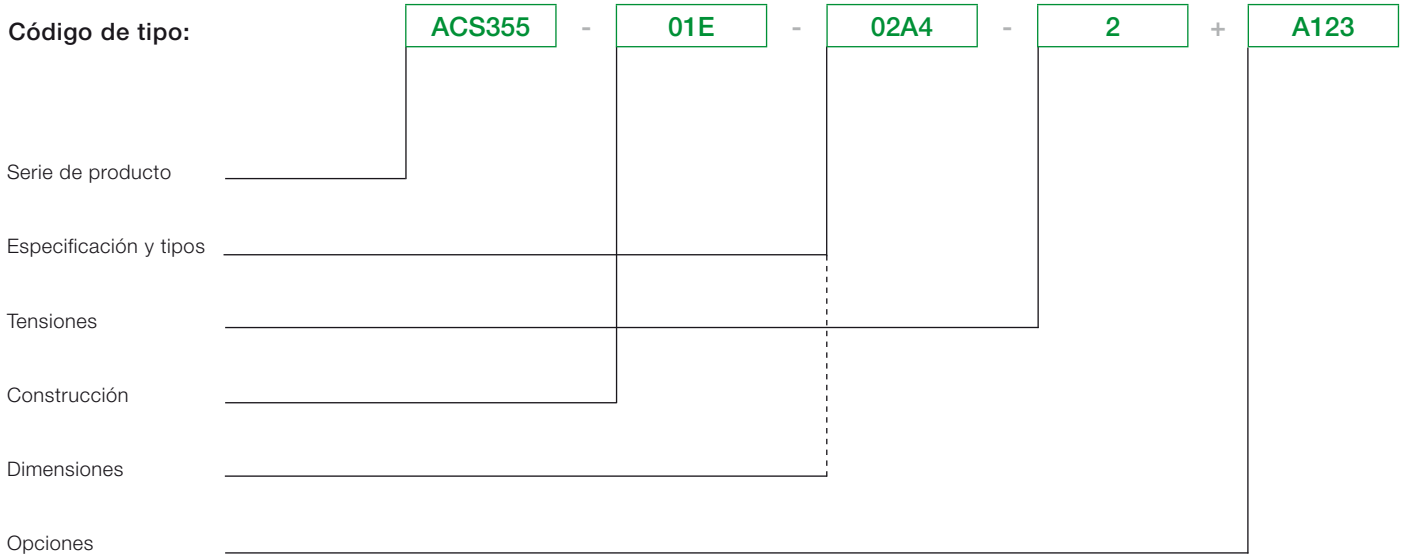 Código de tipo: ACS355 - 01E - 02A4 - 2 + A123
Serie de producto
Especificación y tipos
Tensiones
Construcción
Dimensiones
Opciones